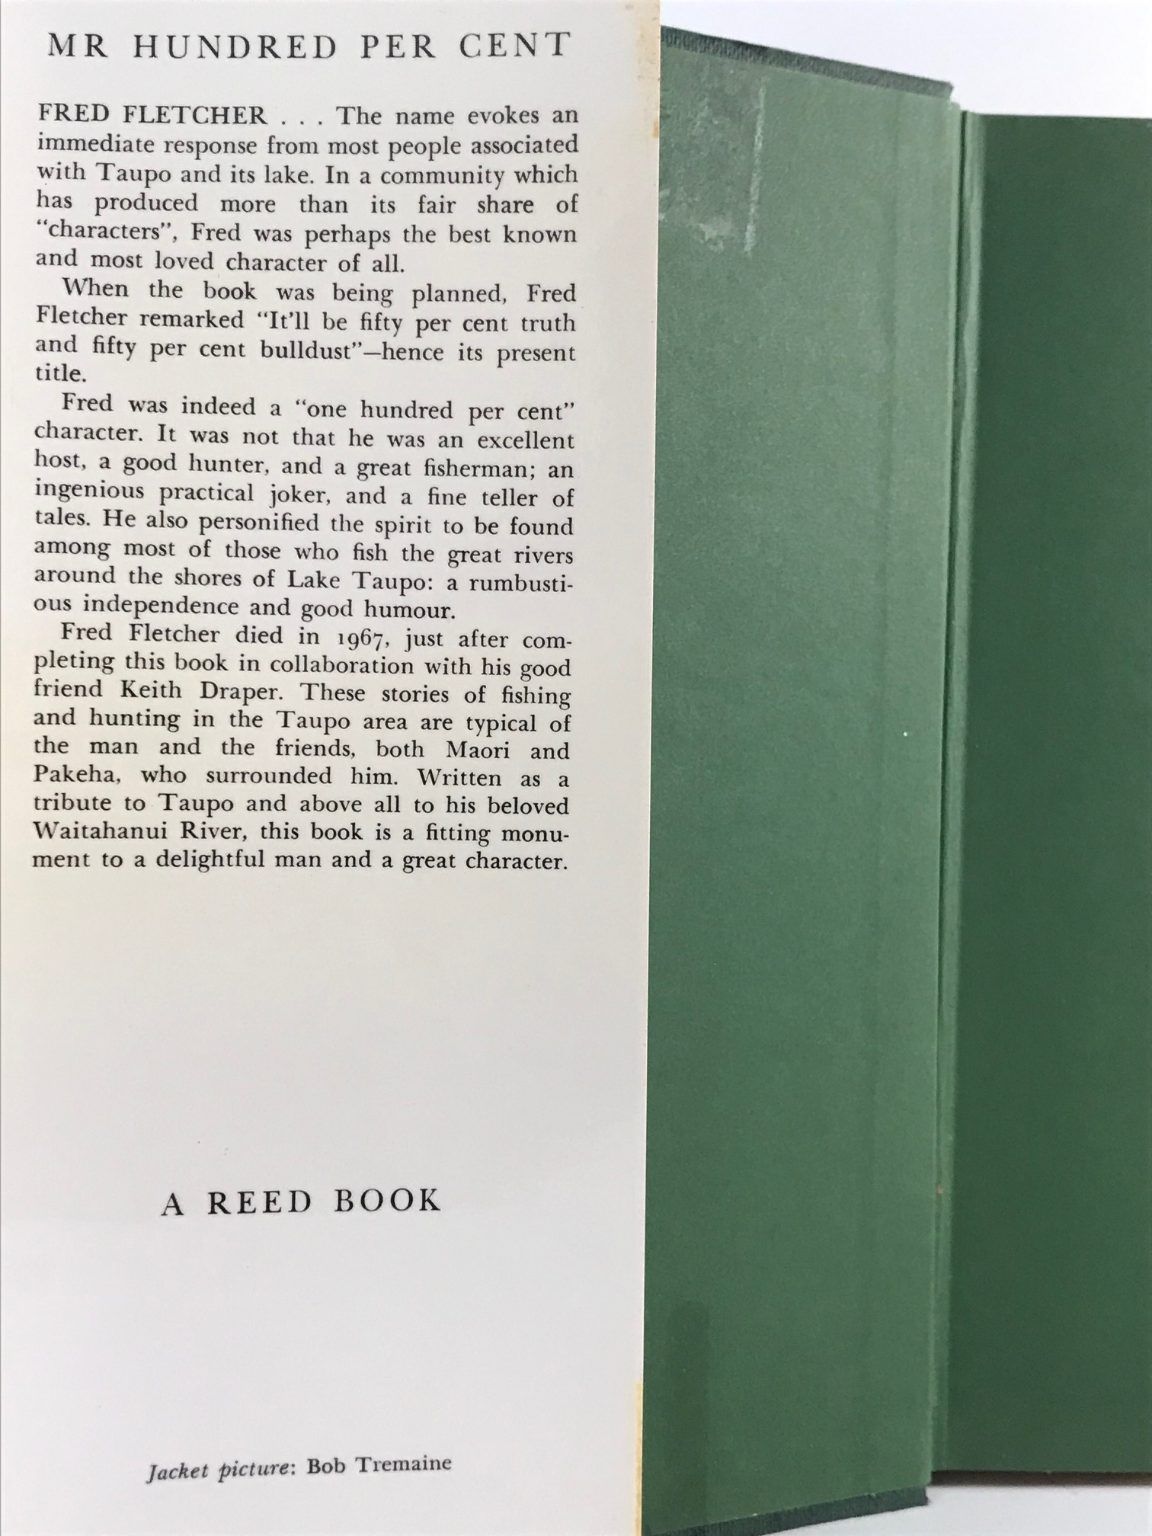 MR HUNDRED PER CENT
FRED FLETCHER . . . The name evokes an
immediate response from most people associated
with Taupo and its lake. In a community which
has produced more than its fair share of
“characters”, Fred was perhaps the best known
and most loved character of all.
When the book was being planned, Fred
Fletcher remarked “It’ll be fifty per cent truth
and fifty per cent bulldust”—hence its present
title.
Fred was indeed a “one hundred per cent”
character. It was not that he was an excellent
host, a good hunter, and a great fisherman; an
ingenious practical joker, and a fine teller of
tales. He also personified the spirit to be found
among most of those who fish the great rivers
around the shores of Lake Taupo: a rumbusti-
ous independence and good humour.
Fred Fletcher died in 1967, just after com-
pleting this book in collaboration with his good
friend Keith Draper. These stories of fishing
and hunting in the Taupo area are typical of
the man and the friends, both Maori and
Pakeha, who surrounded him. Written as a
tribute to Taupo and above all to his beloved
Waitahanui River, this book is a fitting monu-
ment to a delightful man and a great character.
A REED BOOK
Jacket picture: Bob Tremaine